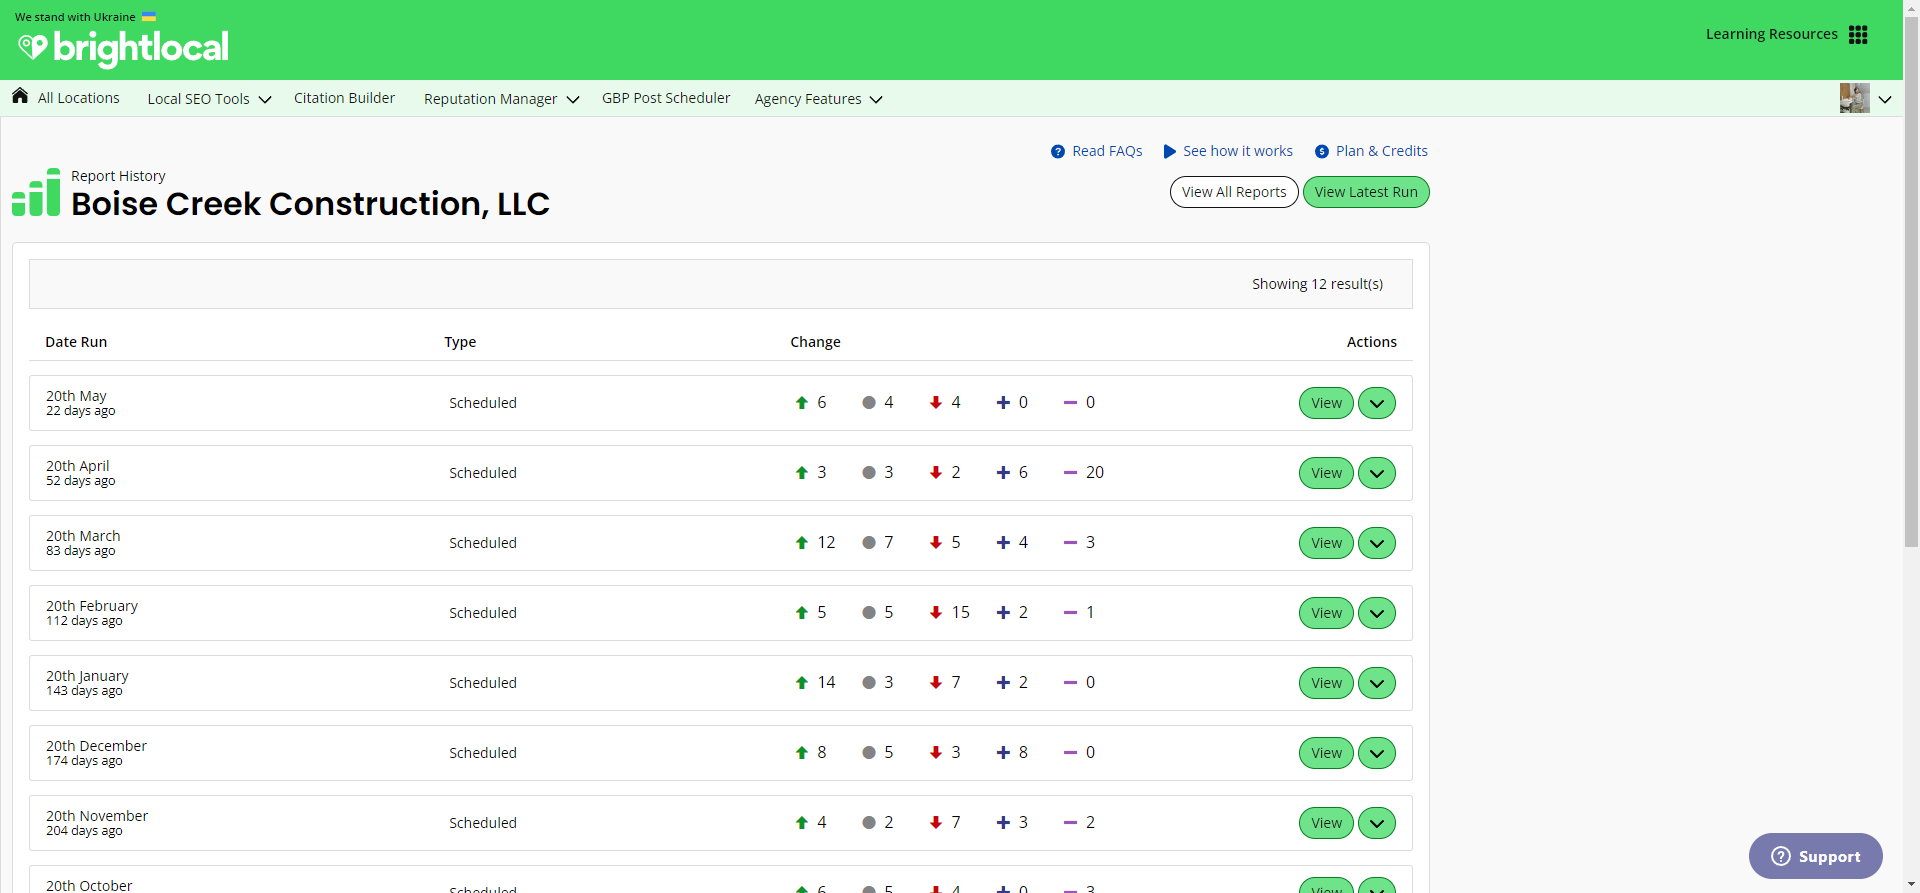 We stand with Ukraine
brightlocal
Learning Resources
All Locations Local SEO Tools Citation Builder Reputation Manager GBP Post Scheduler Agency Features
Read FAQs See how it works Plan & Credits
Report History
Boise Creek Construction, LLC
View All Reports View Latest Run
Showing 12 result(s)
Date Run Type Change Actions
20th May
22 days ago
Scheduled 6 4 4 0 0 View
20th April
52 days ago
Scheduled 3 3 2 6 20 View
20th March
83 days ago
Scheduled 12 7 5 4 3 View
20th February
112 days ago
Scheduled 5 5 15 2 1 View
20th January
143 days ago
Scheduled 14 3 7 2 0 View
20th December
174 days ago
Scheduled 8 5 3 8 0 View
20th November
204 days ago
Scheduled 4 2 7 3 2 View
20th October
Scheduled 6 5 4 0 3 View
Support